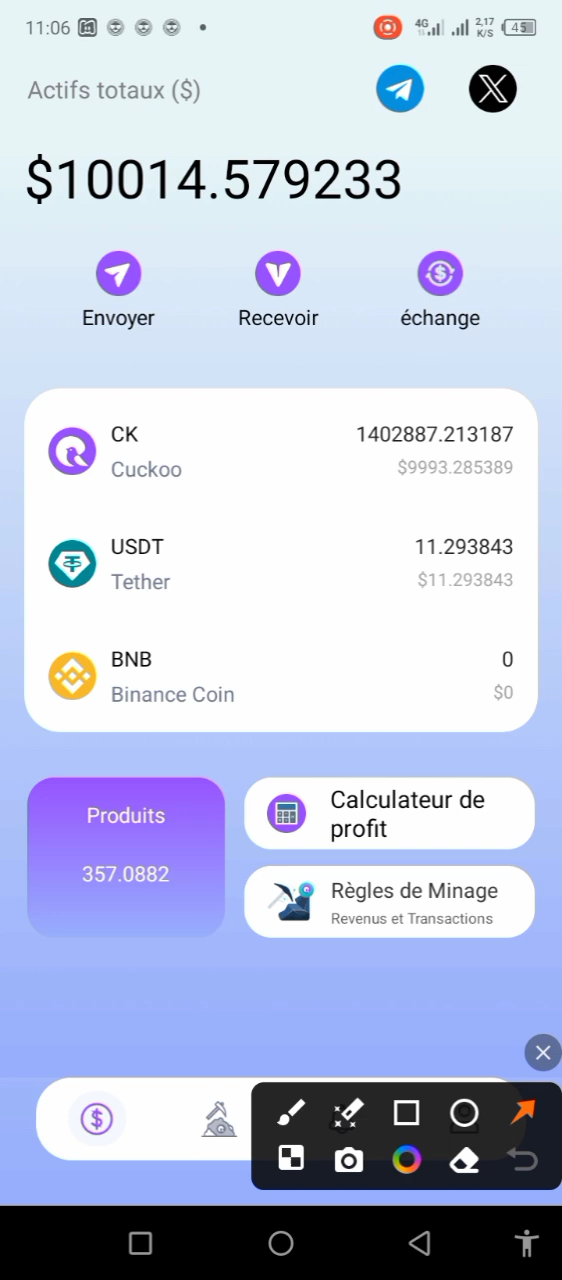 11:06
4G
2,17
K/S
45
Actifs totaux ($)
$10014.579233
Envoyer
Recevoir
échange
CK
1402887.213187
Cuckoo
$9993.285389
USDT
11.293843
Tether
$11.293843
BNB
0
Binance Coin
$0
Produits
357.0882
Calculateur de
profit
Règles de Minage
Revenus et Transactions